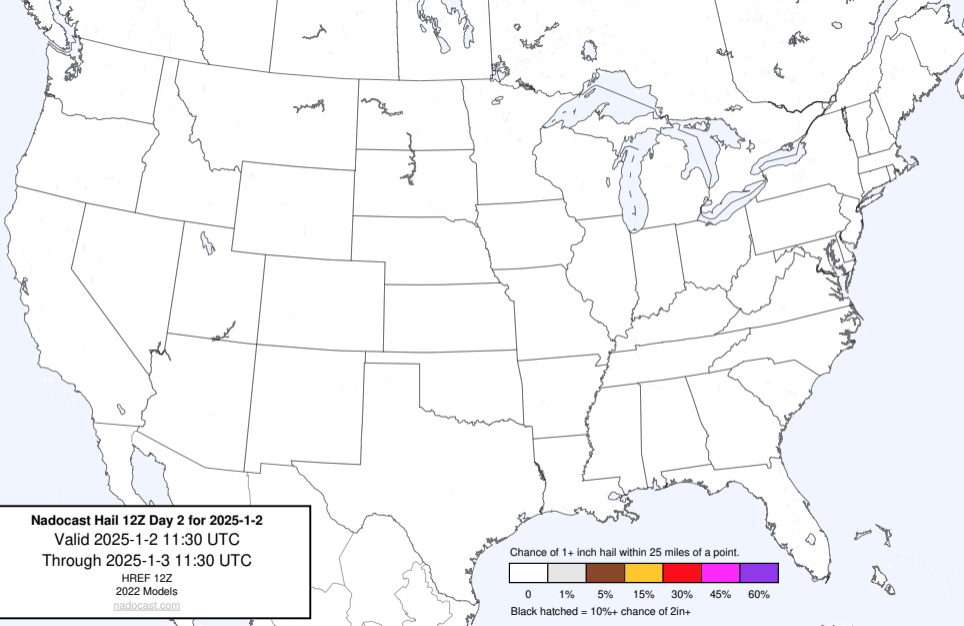 Nadocast Hail 12Z Day 2 for 2025-1-2
Valid 2025-1-2 11:30 UTC
Through 2025-1-3 11:30 UTC
HREF 12Z
2022 Models
nadocast.com
Chance of 1+ inch hail within 25 miles of a point.
0 1% 5% 15% 30% 45% 60%
Black hatched = 10%+ chance of 2in+